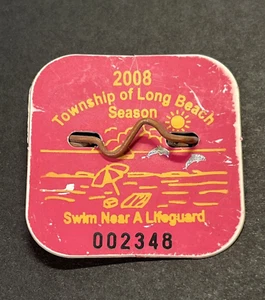 2008
Township of Long Beach
Season
Swim Near A Lifeguard
002348